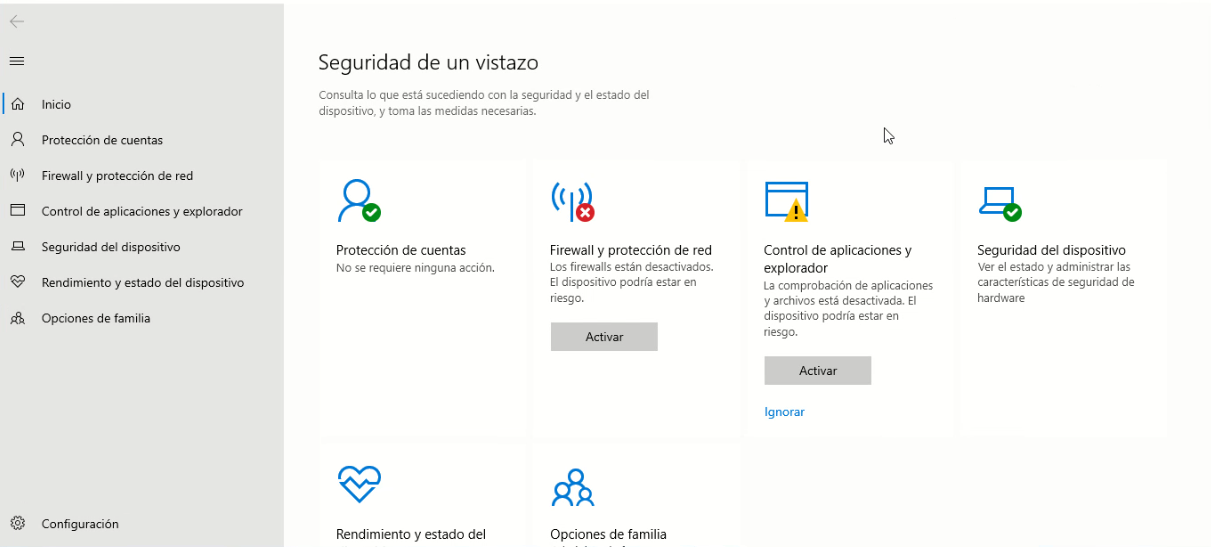 Inicio
Protección de cuentas
Firewall y protección de red
Control de aplicaciones y explorador
Seguridad del dispositivo
Rendimiento y estado del dispositivo
Opciones de familia
Configuración
Seguridad de un vistazo
Consulta lo que está sucediendo con la seguridad y el estado del
dispositivo, y toma las medidas necesarias.
Protección de cuentas
No se requiere ninguna acción.
Firewall y protección de red
Los firewalls están desactivados.
El dispositivo podría estar en
riesgo.
Activar
Control de aplicaciones y
explorador
La comprobación de aplicaciones
y archivos está desactivada. El
dispositivo podría estar en
riesgo.
Activar
Ignorar
Seguridad del dispositivo
Ver el estado y administrar las
características de seguridad de
hardware
Rendimiento y estado del
Opciones de familia